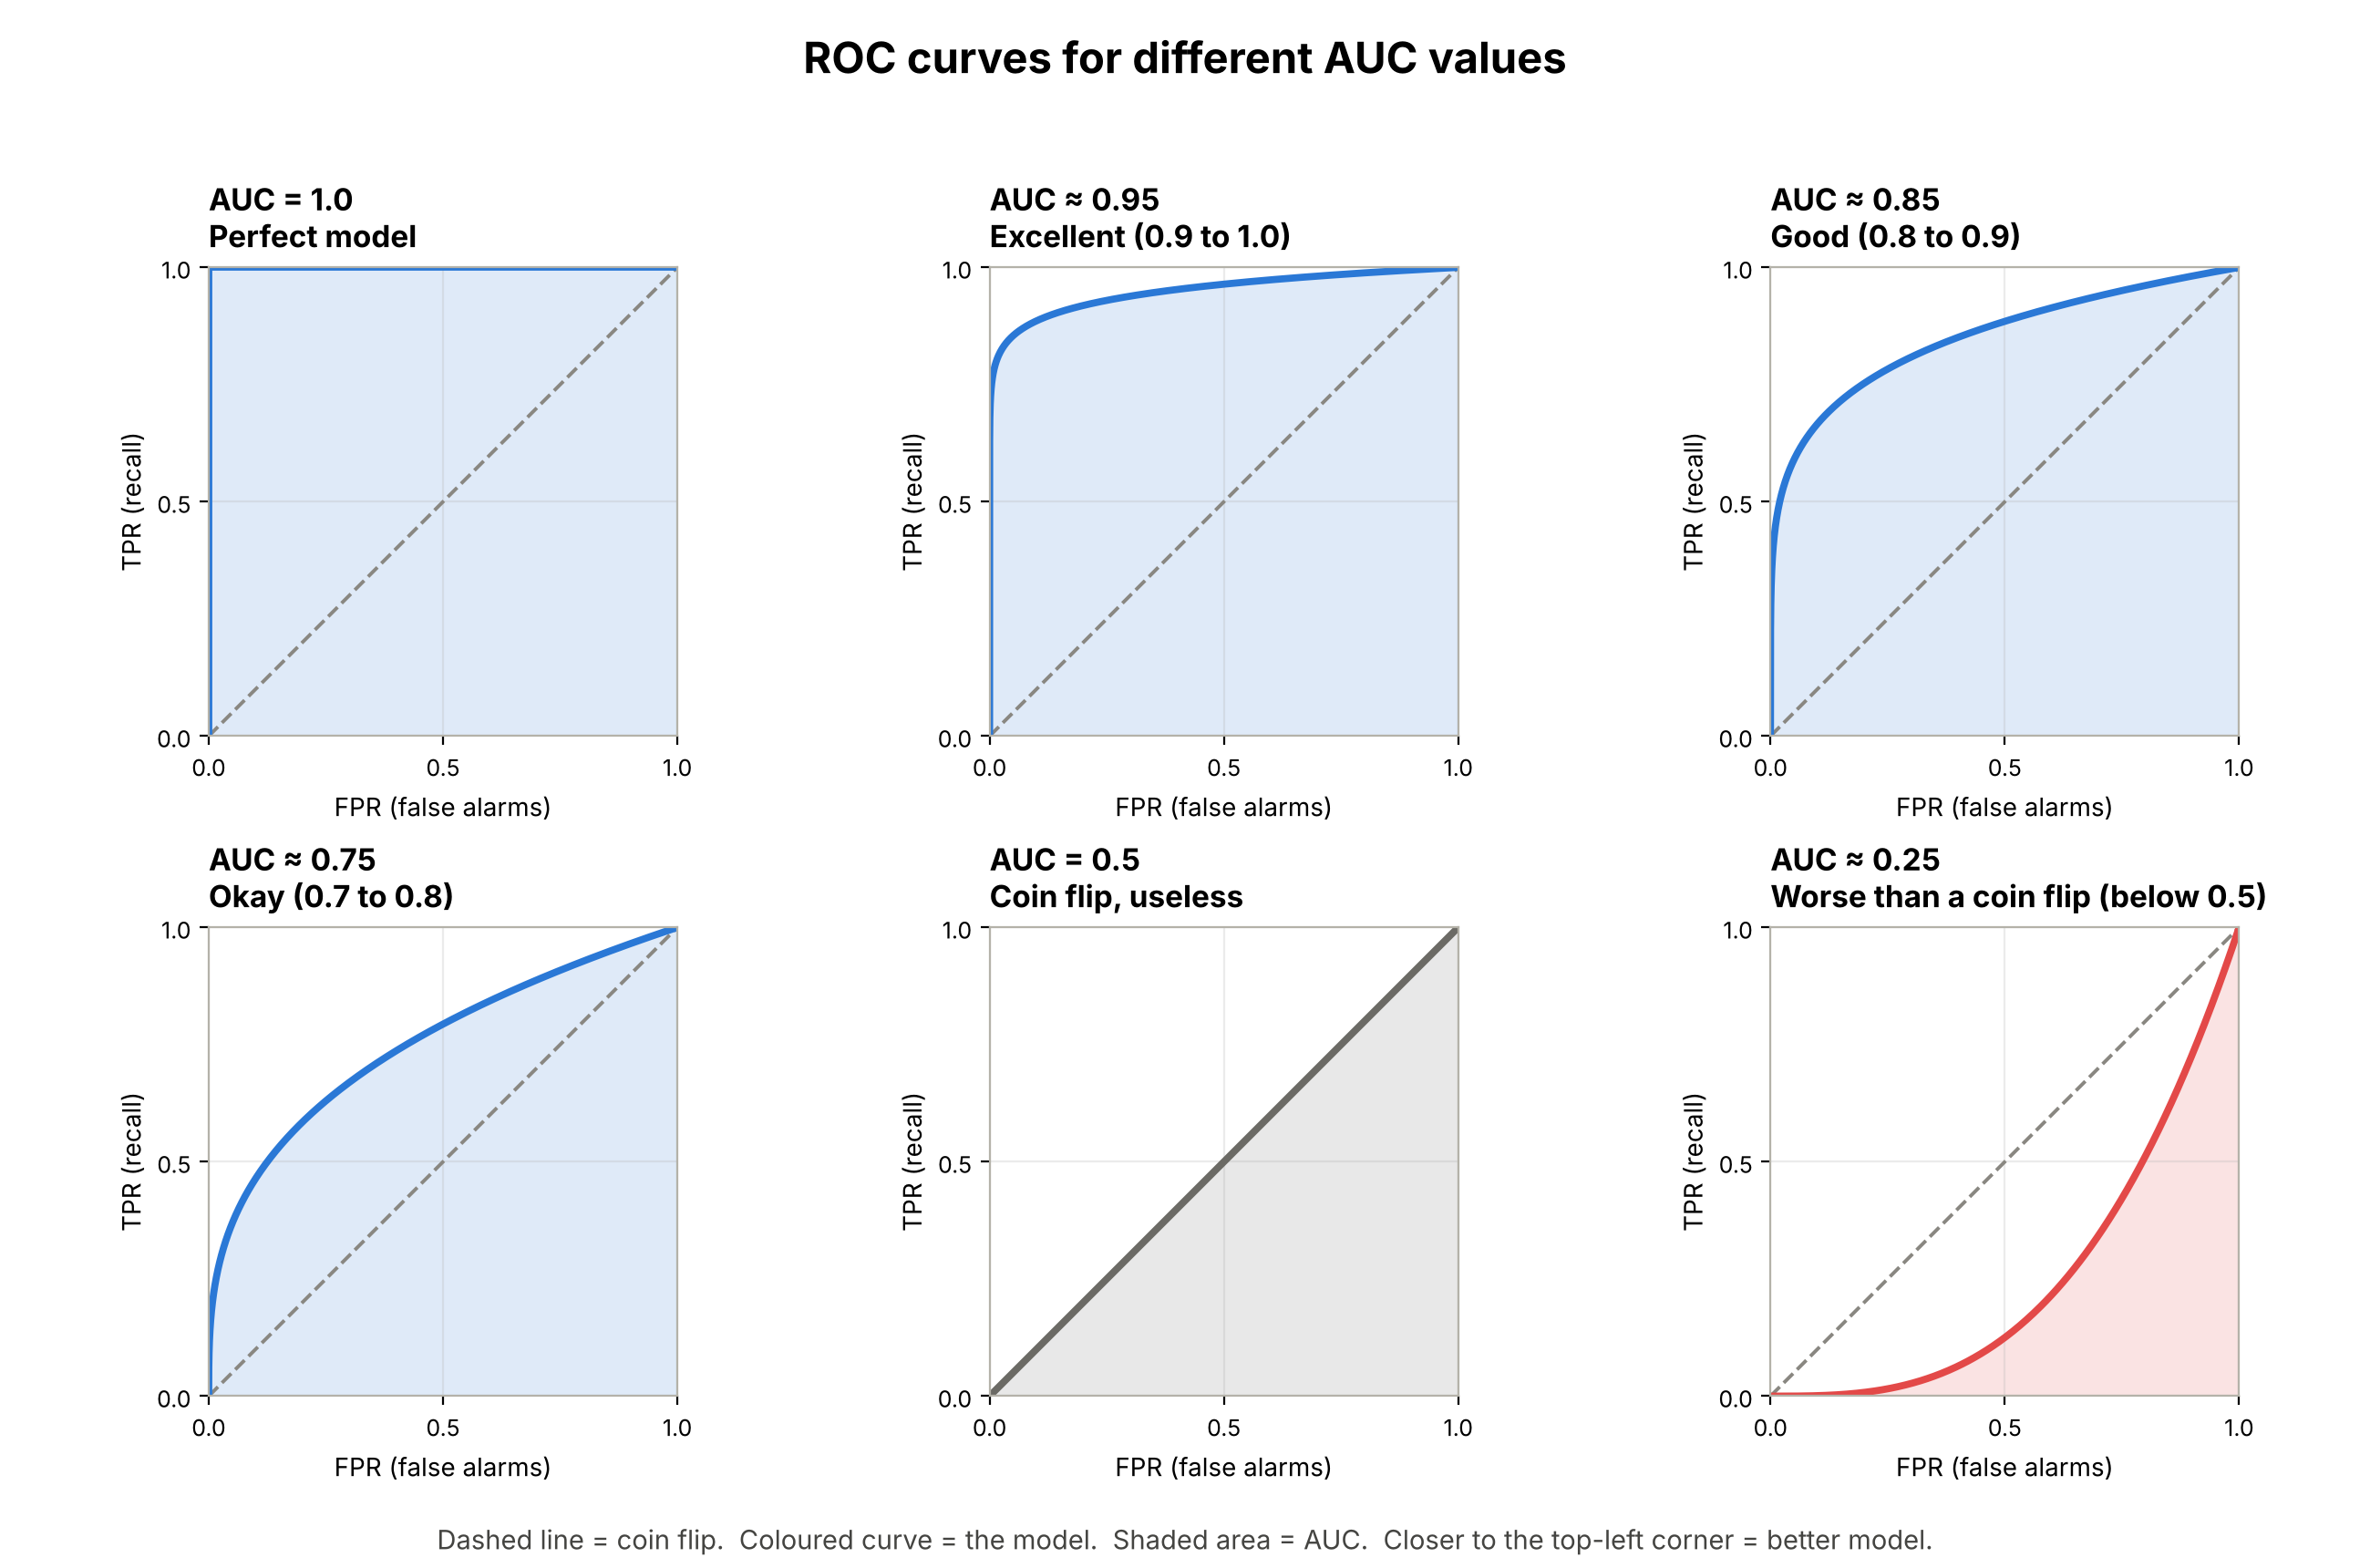 ROC curves for different AUC values
AUC = 1.0
Perfect model
1.0
0.5
0.0
TPR (recall)
0.0 0.5 1.0
FPR (false alarms)
AUC ≈ 0.95
Excellent (0.9 to 1.0)
1.0
0.5
0.0
TPR (recall)
0.0 0.5 1.0
FPR (false alarms)
AUC ≈ 0.85
Good (0.8 to 0.9)
1.0
0.5
0.0
TPR (recall)
0.0 0.5 1.0
FPR (false alarms)
AUC ≈ 0.75
Okay (0.7 to 0.8)
1.0
0.5
0.0
TPR (recall)
0.0 0.5 1.0
FPR (false alarms)
AUC = 0.5
Coin flip, useless
1.0
0.5
0.0
TPR (recall)
0.0 0.5 1.0
FPR (false alarms)
AUC ≈ 0.25
Worse than a coin flip (below 0.5)
1.0
0.5
0.0
TPR (recall)
0.0 0.5 1.0
FPR (false alarms)
Dashed line = coin flip. Coloured curve = the model. Shaded area = AUC. Closer to the top-left corner = better model.